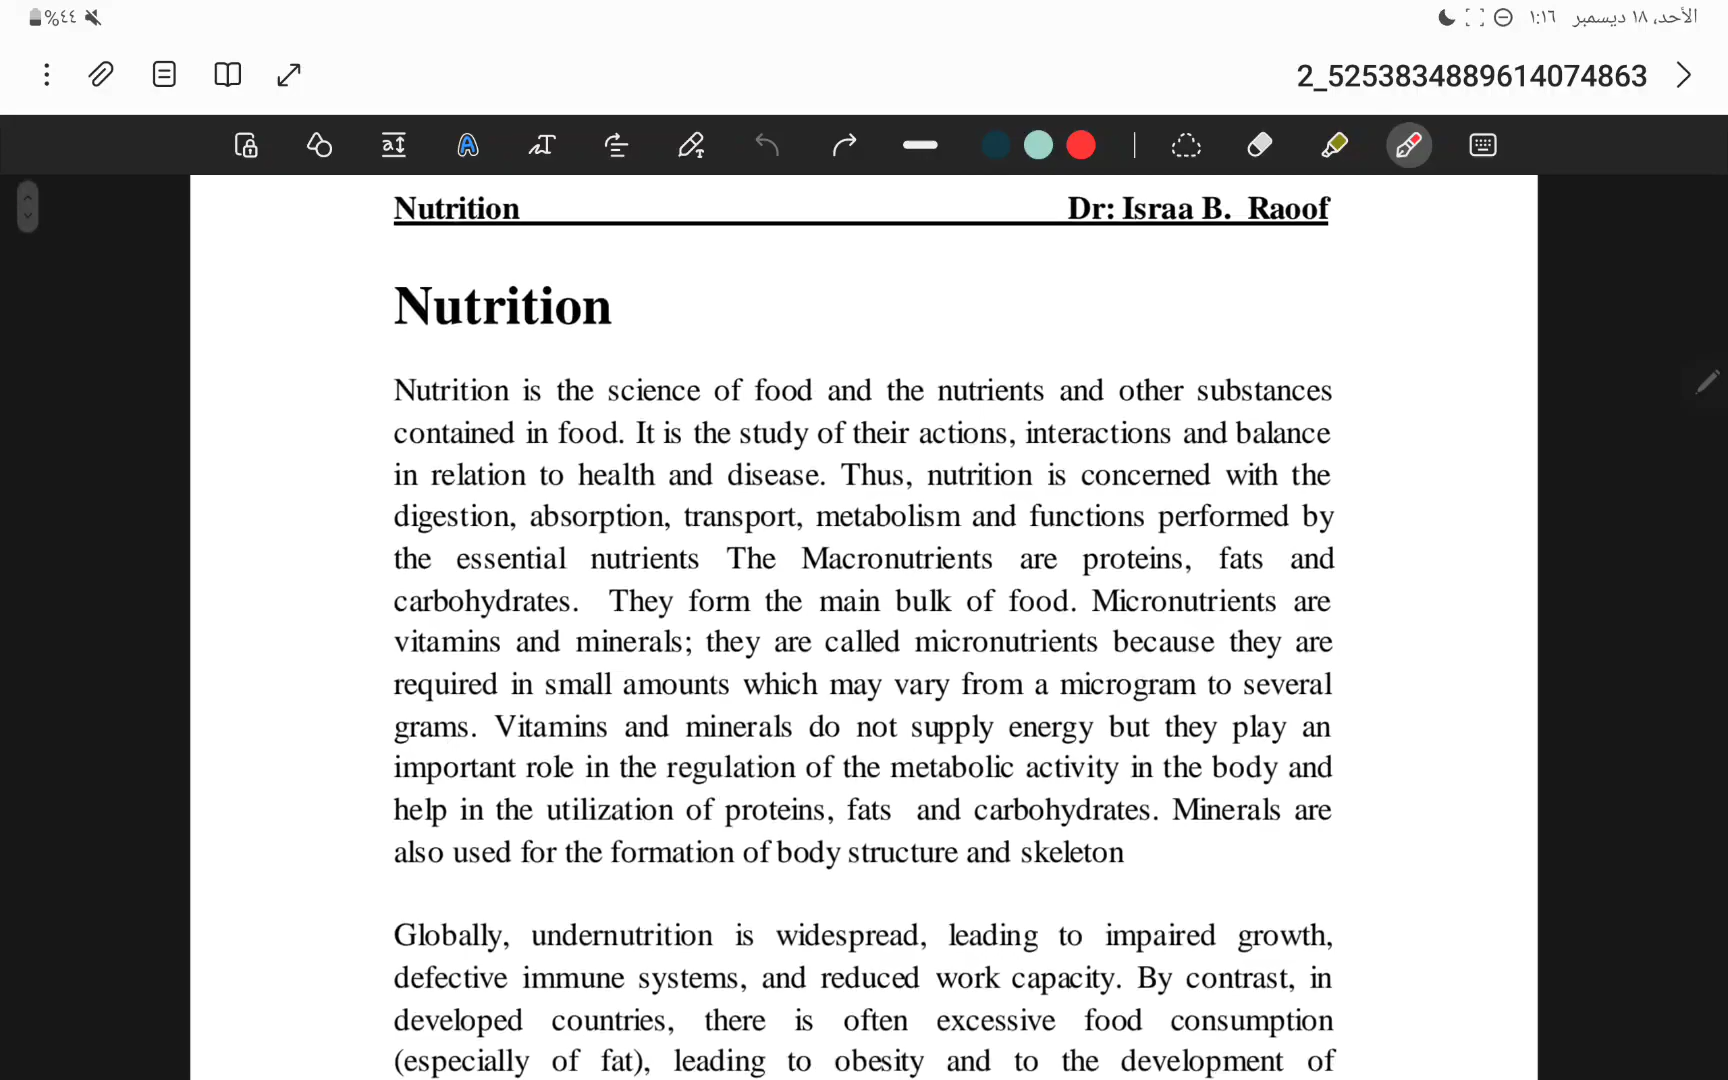 %٤٤
الأحد، ١٨ ديسمبر ١:١٦
2_5253834889614074863
Nutrition Dr: Israa B. Raoof
Nutrition
Nutrition is the science of food and the nutrients and other substances
contained in food. It is the study of their actions, interactions and balance
in relation to health and disease. Thus, nutrition is concerned with the
digestion, absorption, transport, metabolism and functions performed by
the essential nutrients The Macronutrients are proteins, fats and
carbohydrates. They form the main bulk of food. Micronutrients are
vitamins and minerals; they are called micronutrients because they are
required in small amounts which may vary from a microgram to several
grams. Vitamins and minerals do not supply energy but they play an
important role in the regulation of the metabolic activity in the body and
help in the utilization of proteins, fats and carbohydrates. Minerals are
also used for the formation of body structure and skeleton
Globally, undernutrition is widespread, leading to impaired growth,
defective immune systems, and reduced work capacity. By contrast, in
developed countries, there is often excessive food consumption
(especially of fat), leading to obesity and to the development of